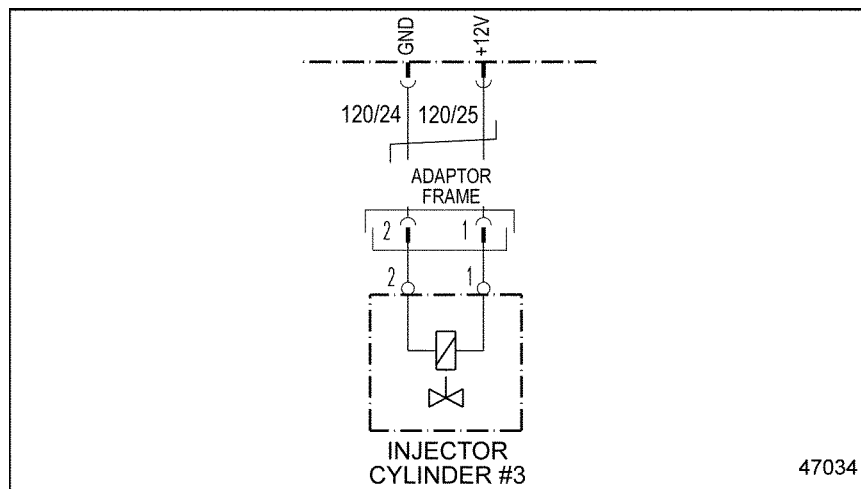 GND +12V
120/24 120/25
ADAPTOR
FRAME
2 1
2 1
INJECTOR
CYLINDER #3
47034